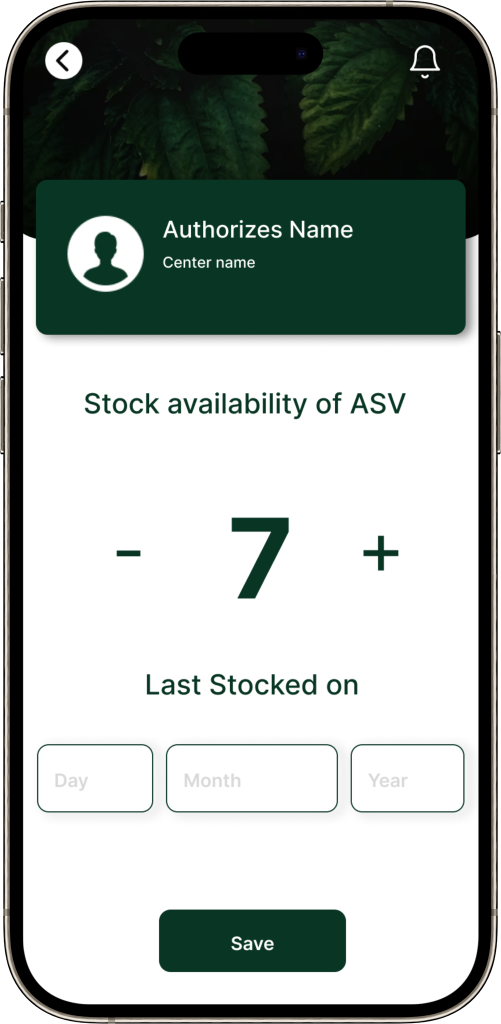 Authorizes Name
Center name
Stock availability of ASV
- 7 +
Last Stocked on
Day Month Year
Save